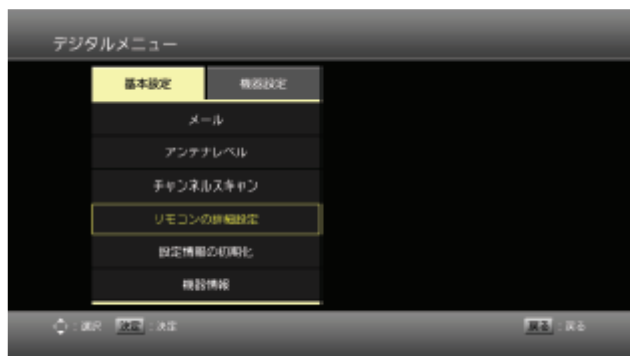 デジタルメニュー
基本設定 機器設定
メール
アンテナレベル
チャンネルスキャン
リモコンの詳細設定
設定情報の初期化
機器情報
：選択 決定 ：決定 戻る ：戻る